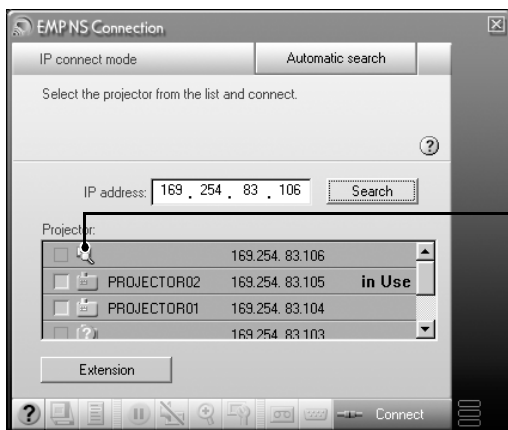 EMP NS Connection
IP connect mode Automatic search
Select the projector from the list and connect.
IP address: 169 . 254 . 83 . 106 Search
Projector:
169.254. 83.106
PROJECTOR02 169.254. 83.105 in Use
PROJECTOR01 169.254. 83.104
169.254. 83.103
Extension
Connect